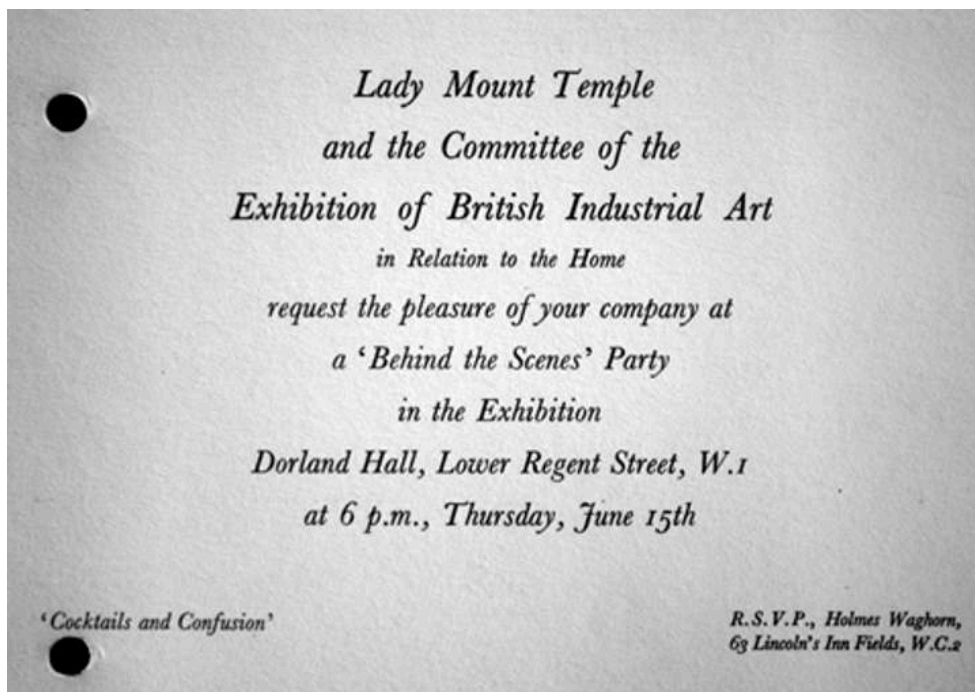 Lady Mount Temple
and the Committee of the
Exhibition of British Industrial Art
in Relation to the Home
request the pleasure of your company at
a ‘Behind the Scenes’ Party
in the Exhibition
Dorland Hall, Lower Regent Street, W.1
at 6 p.m., Thursday, June 15th
‘Cocktails and Confusion’
R.S.V.P., Holmes Waghorn,
63 Lincoln's Inn Fields, W.C.2